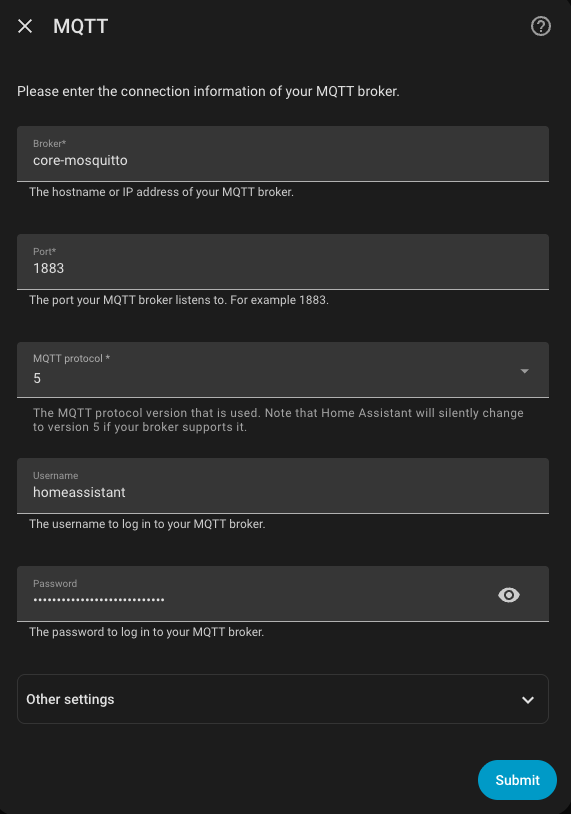 MQTT
Please enter the connection information of your MQTT broker.
Broker*
core-mosquitto
The hostname or IP address of your MQTT broker.
Port*
1883
The port your MQTT broker listens to. For example 1883.
MQTT protocol *
5
The MQTT protocol version that is used. Note that Home Assistant will silently change
to version 5 if your broker supports it.
Username
homeassistant
The username to log in to your MQTT broker.
Password
••••••••••••••••••••••••••••
The password to log in to your MQTT broker.
Other settings
Submit